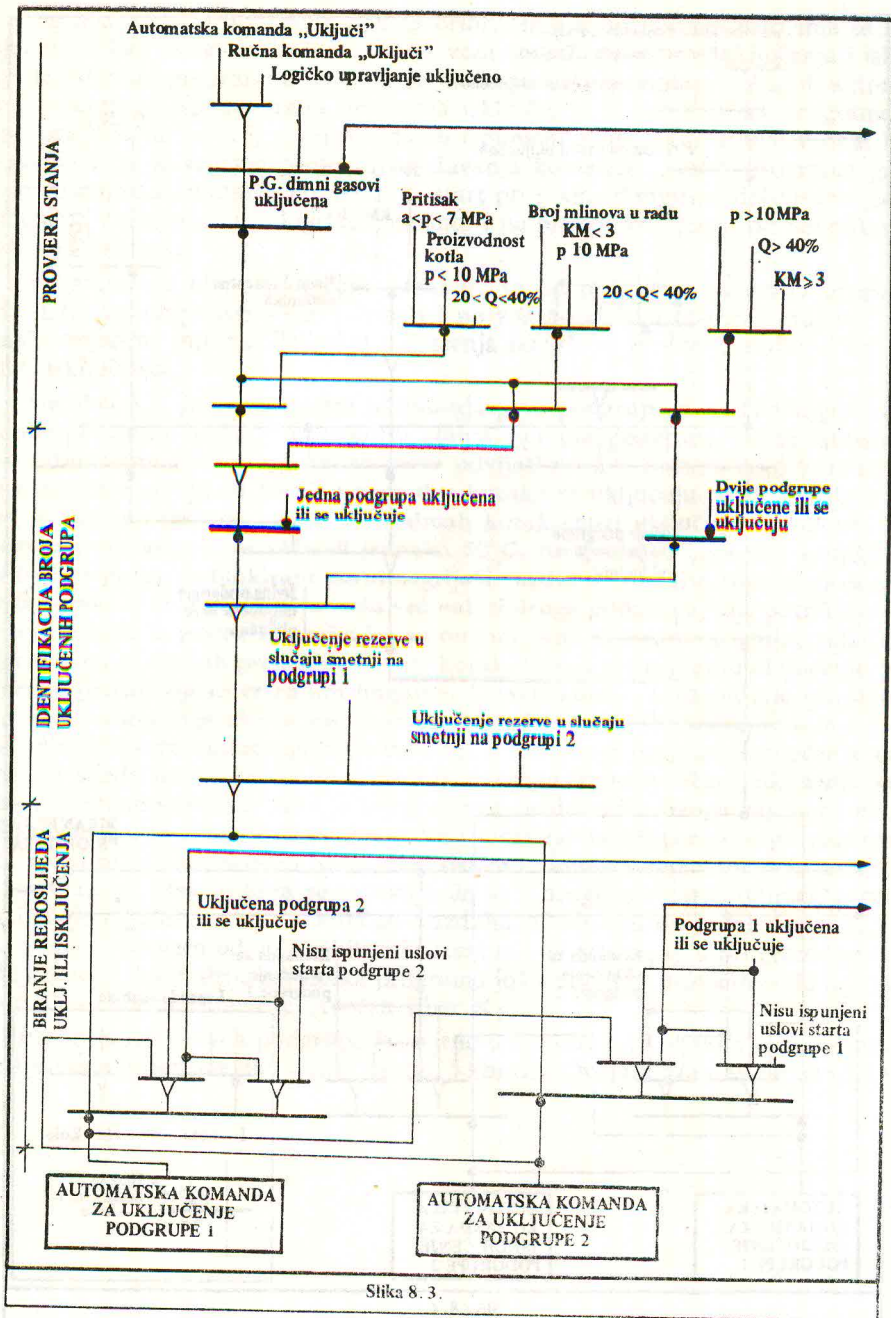 Automatska komanda „Uključi”
Ručna komanda „Uključi”
Logičko upravljanje uključeno
P.G. dimni gasovi
uključena
PROVJERA STANJA
Pritisak
a<p<7 MPa
Proizvodnost
kotla
p<10 MPa
20<Q<40%
Broj mlinova u radu
KM<3
p 10 MPa
20<Q<40%
p>10 MPa
Q>40%
KM⩾3
IDENTIFIKACIJA BROJA
UKLJUČENIH PODGRUPA
Jedna podgrupa uključena
ili se uključuje
Dvije podgrupe
uključene ili se
uključuju
Uključenje rezerve u
slučaju smetnji na
podgrupi 1
Uključenje rezerve u slučaju
smetnji na podgrupi 2
BIRANJE REDOSLIJEDA
UKLJ. ILI ISKLJUČENJA
Uključena podgrupa 2
ili se uključuje
Nisu ispunjeni uslovi
starta podgrupe 2
Podgrupa 1 uključena
ili se uključuje
Nisu ispunjeni
uslovi starta
podgrupe 1
AUTOMATSKA KOMANDA
ZA UKLJUČENJE
PODGRUPE i
AUTOMATSKA KOMANDA
ZA UKLJUČENJE
PODGRUPE 2
Slika 8. 3.